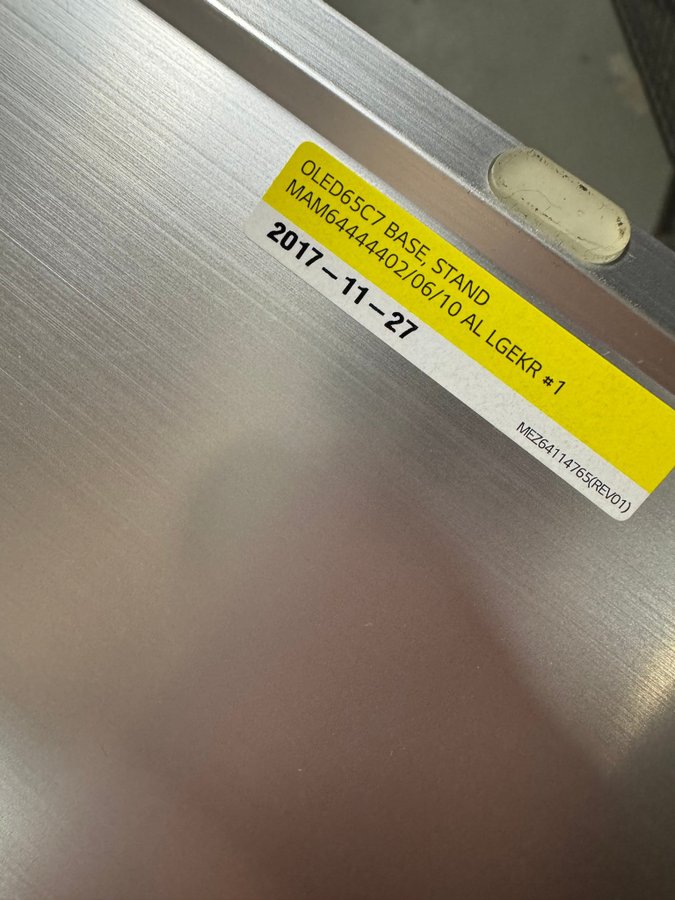 OLED65C7 BASE, STAND
MAM64444402/06/10 AL LGEKR #1
2017-11-27
MEZ64114765(REV01)